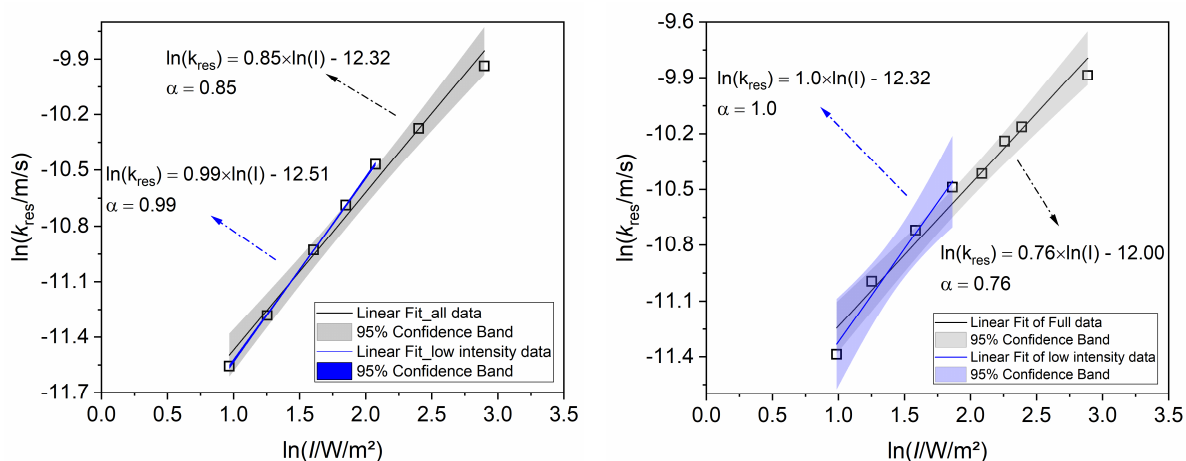 ln(k_res) = 0.85×ln(I) - 12.32
α = 0.85
ln(k_res) = 0.99×ln(I) - 12.51
α = 0.99
-9.9
-10.2
-10.5
-10.8
-11.1
-11.4
-11.7
ln(k_res/m/s)
Linear Fit_all data
95% Confidence Band
Linear Fit_low intensity data
95% Confidence Band
0.0 0.5 1.0 1.5 2.0 2.5 3.0 3.5
ln(I/W/m²)
-9.6
-9.9
-10.2
-10.5
-10.8
-11.1
-11.4
ln(k_res/m/s)
ln(k_res) = 1.0×ln(I) - 12.32
α = 1.0
ln(k_res) = 0.76×ln(I) - 12.00
α = 0.76
Linear Fit of Full data
95% Confidence Band
Linear Fit of low intensity data
95% Confidence Band
0.0 0.5 1.0 1.5 2.0 2.5 3.0 3.5
ln(I/W/m²)